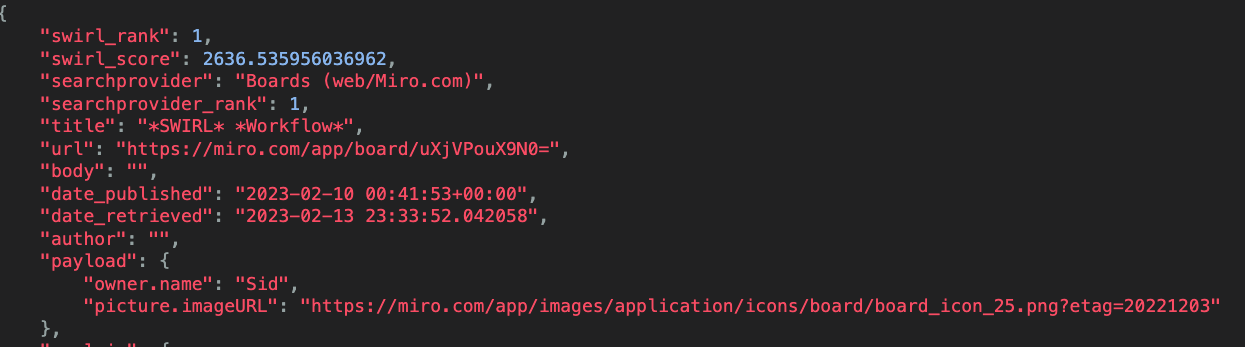 {
"swirl_rank": 1,
"swirl_score": 2636.535956036962,
"searchprovider": "Boards (web/Miro.com)",
"searchprovider_rank": 1,
"title": "*SWIRL* *Workflow*",
"url": "https://miro.com/app/board/uXjVPouX9N0=",
"body": "",
"date_published": "2023-02-10 00:41:53+00:00",
"date_retrieved": "2023-02-13 23:33:52.042058",
"author": "",
"payload": {
"owner.name": "Sid",
"picture.imageURL": "https://miro.com/app/images/application/icons/board/board_icon_25.png?etag=20221203"
},